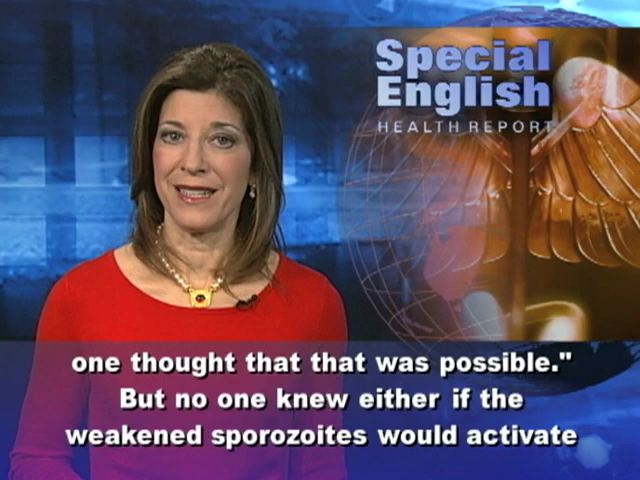 Special
English
HEALTH REPORT
one thought that that was possible."
But no one knew either if the
weakened sporozoites would activate